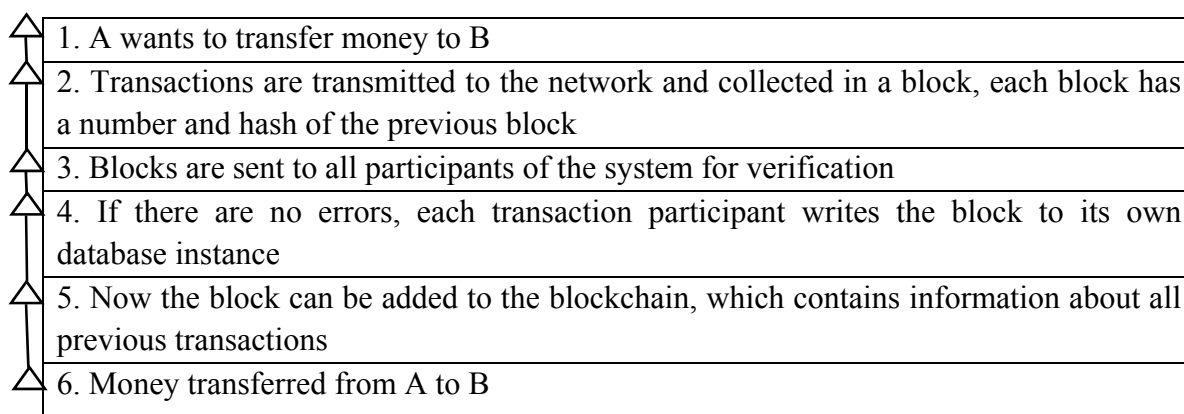 1. A wants to transfer money to B
2. Transactions are transmitted to the network and collected in a block, each block has
a number and hash of the previous block
3. Blocks are sent to all participants of the system for verification
4. If there are no errors, each transaction participant writes the block to its own
database instance
5. Now the block can be added to the blockchain, which contains information about all
previous transactions
6. Money transferred from A to B